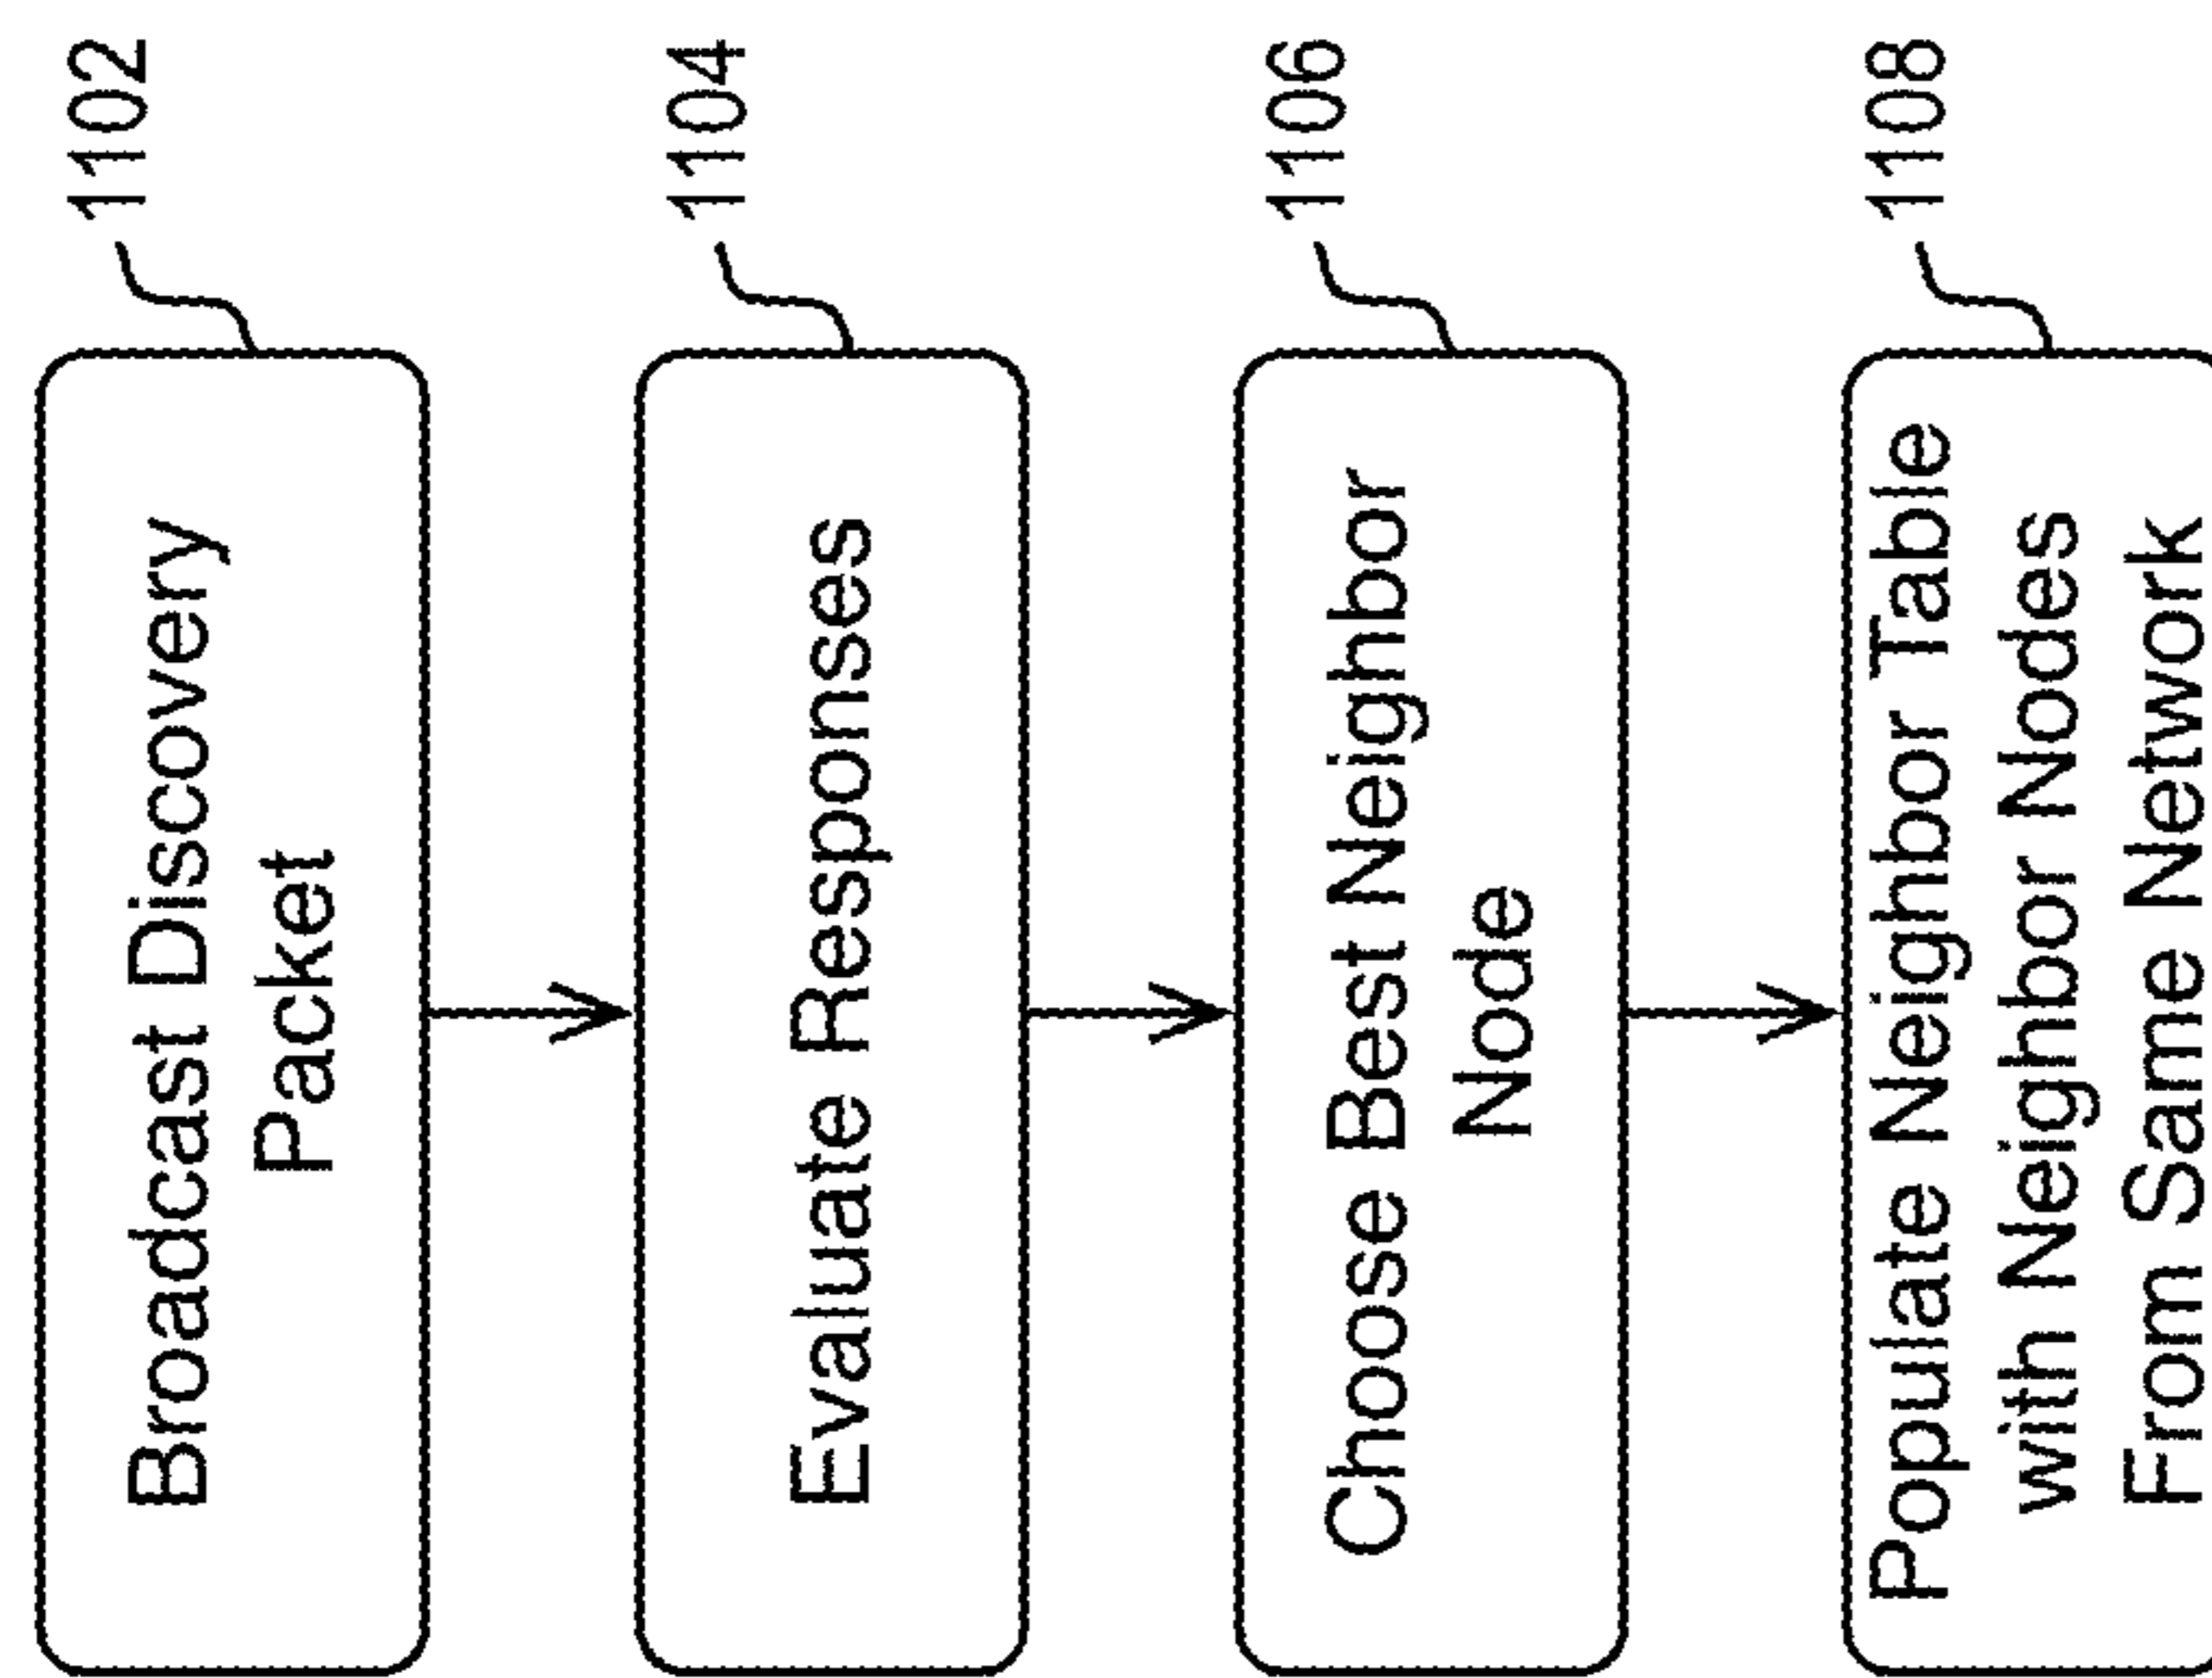 1102
Broadcast Discovery
Packet
1104
Evaluate Responses
1106
Choose Best Neighbor
Node
1108
Populate Neighbor Table
with Neighbor Nodes
From Same Network